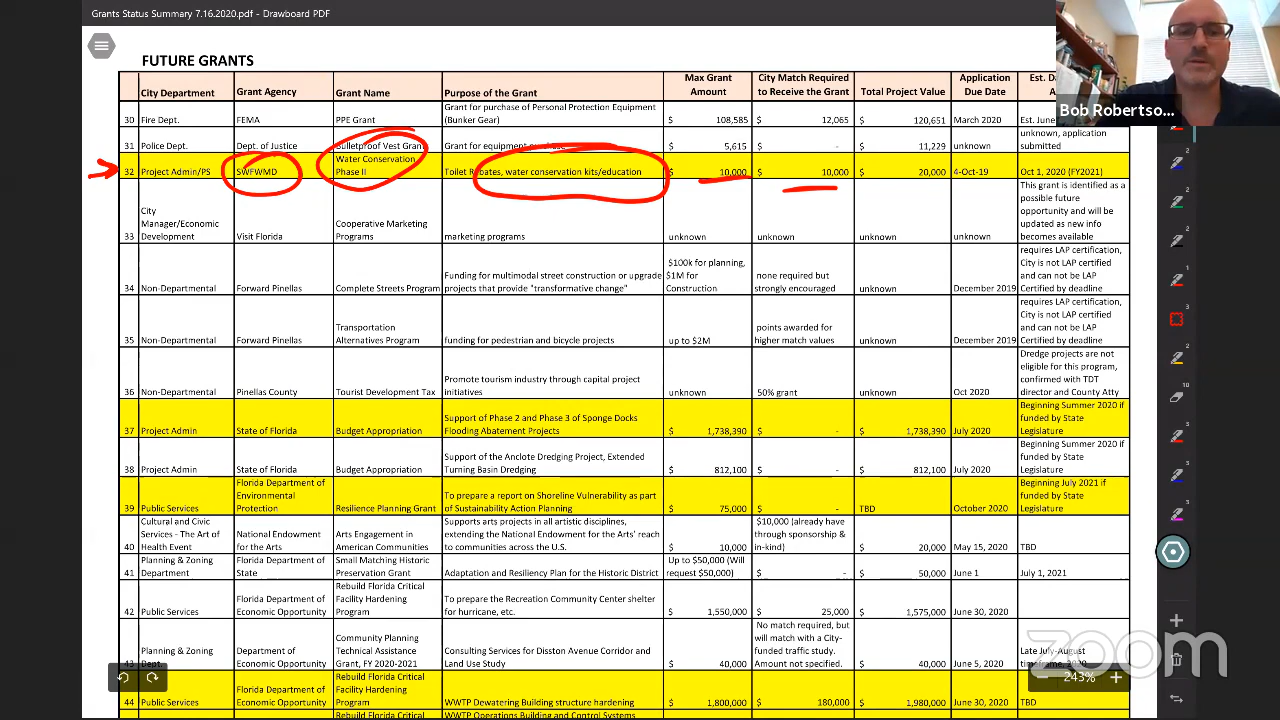 Grants Status Summary 7.16.2020.pdf - Drawboard PDF
Bob Robertso...
FUTURE GRANTS
City Department Grant Agency Grant Name Purpose of the Grant Max Grant Amount City Match Required to Receive the Grant Total Project Value Application Due Date Est. Da
30 Fire Dept. FEMA PPE Grant Grant for purchase of Personal Protection Equipment (Bunker Gear) $ 108,585 $ 12,065 $ 120,651 March 2020 Est. June
31 Police Dept. Dept. of Justice Bulletproof Vest Grant Grant for equipment $ 5,615 $ - $ 11,229 unknown unknown, application submitted
32 Project Admin/PS SWFWMD Water Conservation Phase II Toilet Rebates, water conservation kits/education $ 10,000 $ 10,000 $ 20,000 4-Oct-19 Oct 1, 2020 (FY2021)
33 City Manager/Economic Development Visit Florida Cooperative Marketing Programs marketing programs unknown unknown unknown unknown This grant is identified as a possible future opportunity and will be updated as new info becomes available
34 Non-Departmental Forward Pinellas Complete Streets Program Funding for multimodal street construction or upgrade projects that provide "transformative change" $100k for planning, $1M for Construction none required but strongly encouraged unknown December 2019 requires LAP certification, City is not LAP certified and can not be LAP Certified by deadline
35 Non-Departmental Forward Pinellas Transportation Alternatives Program funding for pedestrian and bicycle projects up to $2M points awarded for higher match values unknown December 2019 requires LAP certification, City is not LAP certified and can not be LAP Certified by deadline
36 Non-Departmental Pinellas County Tourist Development Tax Promote tourism industry through capital project initiatives unknown 50% grant unknown Oct 2020 Dredge projects are not eligible for this program, confirmed with TDT director and County Atty
37 Project Admin State of Florida Budget Appropriation Support of Phase 2 and Phase 3 of Sponge Docks Flooding Abatement Projects $ 1,738,390 $ - $ 1,738,390 July 2020 Beginning Summer 2020 if funded by State Legislature
38 Project Admin State of Florida Budget Appropriation Support of the Anclote Dredging Project, Extended Turning Basin Dredging $ 812,100 $ - $ 812,100 July 2020 Beginning Summer 2020 if funded by State Legislature
39 Public Services Florida Department of Environmental Protection Resilience Planning Grant To prepare a report on Shoreline Vulnerability as part of Sustainability Action Planning $ 75,000 $ - TBD October 2020 Beginning July 2021 if funded by State Legislature
40 Cultural and Civic Services - The Art of Health Event National Endowment for the Arts Arts Engagement in American Communities Supports arts projects in all artistic disciplines, extending the National Endowment for the Arts' reach to communities across the U.S. $ 10,000 $10,000 (already have through sponsorship & in-kind) $ 20,000 May 15, 2020 TBD
41 Planning & Zoning Department Florida Department of State Small Matching Historic Preservation Grant Adaptation and Resiliency Plan for the Historic District Up to $50,000 (Will request $50,000) $ - $ 50,000 June 1 July 1, 2021
42 Public Services Florida Department of Economic Opportunity Rebuild Florida Critical Facility Hardening Program To prepare the Recreation Community Center shelter for hurricane, etc. $ 1,550,000 $ 25,000 $ 1,575,000 June 30, 2020
43 Planning & Zoning Dept. Department of Economic Opportunity Community Planning Technical Assistance Grant, FY 2020-2021 Consulting Services for Disston Avenue Corridor and Land Use Study $ 40,000 No match required, but will match with a City-funded traffic study. Amount not specified. $ 40,000 June 5, 2020 Late July-August timeframe, 2020
44 Public Services Florida Department of Economic Opportunity Rebuild Florida Critical Facility Hardening Program WWTP Dewatering Building structure hardening $ 1,800,000 $ 180,000 $ 1,980,000 June 30, 2020 TBD
Rebuild Florida Critical WWTP Operations Building and Control Systems
zoom
243%